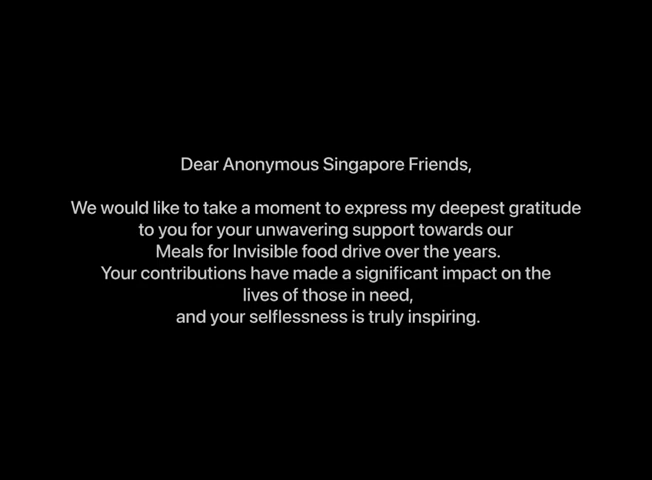 Dear Anonymous Singapore Friends,
We would like to take a moment to express my deepest gratitude
to you for your unwavering support towards our
Meals for Invisible food drive over the years.
Your contributions have made a significant impact on the
lives of those in need,
and your selflessness is truly inspiring.